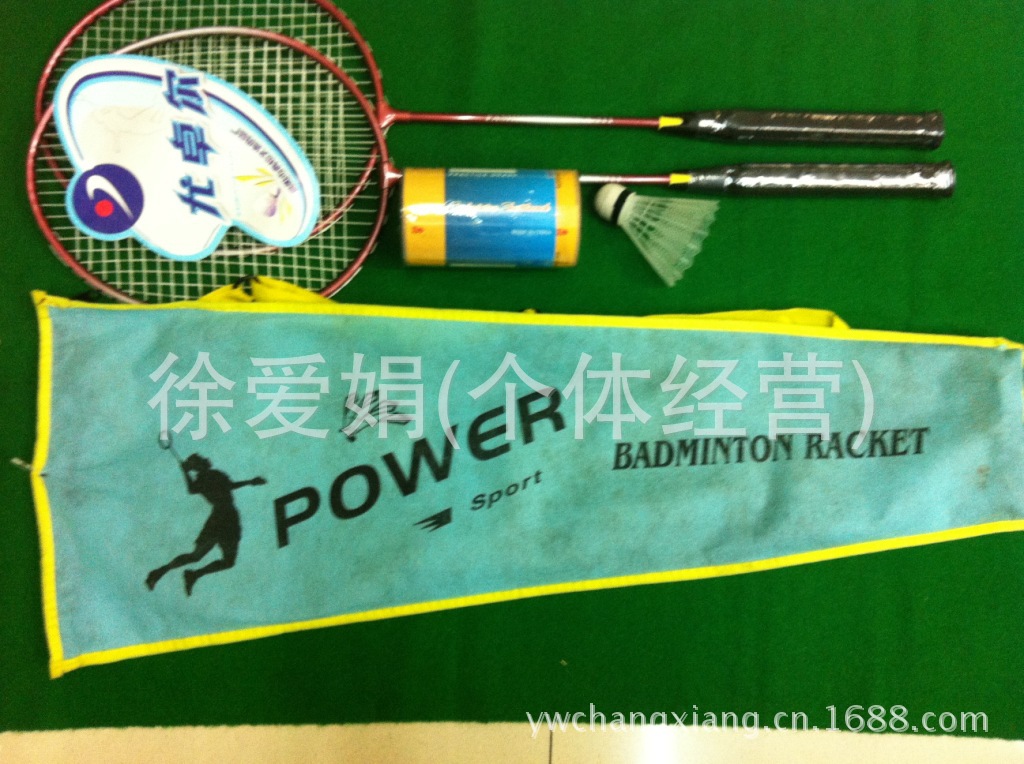 尤卓尔
徐爱娟(个体经营)
POWER
Sport
BADMINTON RACKET
ywchangxiang.cn.1688.com